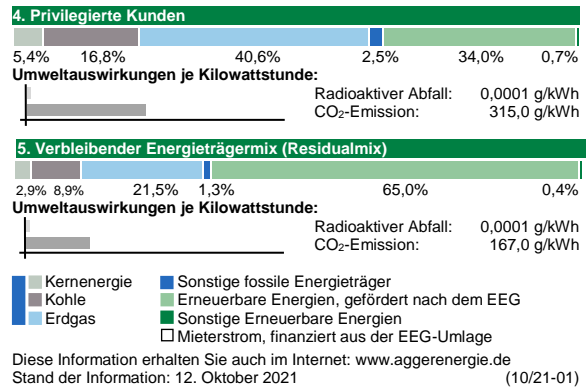 4. Privilegierte Kunden
5,4% 16,8% 40,6% 2,5% 34,0% 0,7%
Umweltauswirkungen je Kilowattstunde:
Radioaktiver Abfall: 0,0001 g/kWh
CO₂-Emission: 315,0 g/kWh
5. Verbleibender Energieträgermix (Residualmix)
2,9% 8,9% 21,5% 1,3% 65,0% 0,4%
Umweltauswirkungen je Kilowattstunde:
Radioaktiver Abfall: 0,0001 g/kWh
CO₂-Emission: 167,0 g/kWh
Kernenergie Sonstige fossile Energieträger
Kohle Erneuerbare Energien, gefördert nach dem EEG
Erdgas Sonstige Erneuerbare Energien
Mieterstrom, finanziert aus der EEG-Umlage
Diese Information erhalten Sie auch im Internet: www.aggerenergie.de
Stand der Information: 12. Oktober 2021 (10/21-01)